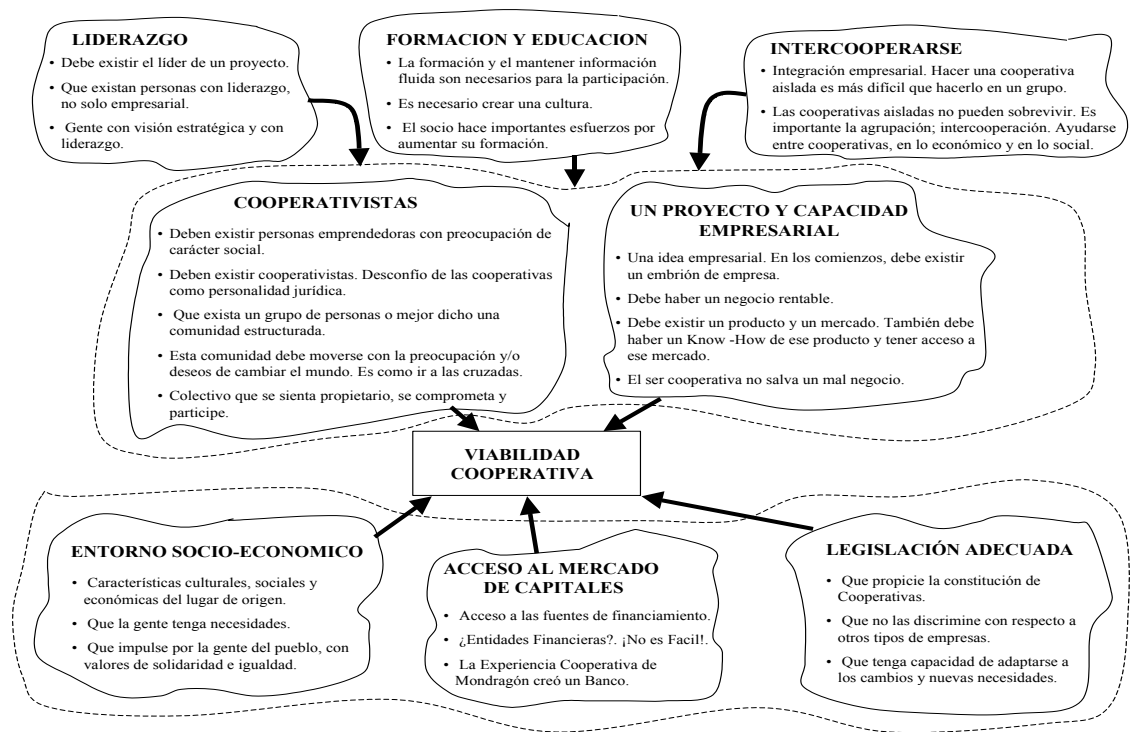 LIDERAZGO
• Debe existir el líder de un proyecto.
• Que existan personas con liderazgo,
no solo empresarial.
• Gente con visión estratégica y con
liderazgo.
FORMACION Y EDUCACION
• La formación y el mantener información
fluida son necesarios para la participación.
• Es necesario crear una cultura.
• El socio hace importantes esfuerzos por
aumentar su formación.
INTERCOOPERARSE
• Integración empresarial. Hacer una cooperativa
aislada es más difícil que hacerlo en un grupo.
• Las cooperativas aisladas no pueden sobrevivir. Es
importante la agrupación; intercooperación. Ayudarse
entre cooperativas, en lo económico y en lo social.
COOPERATIVISTAS
• Deben existir personas emprendedoras con preocupación de
carácter social.
• Deben existir cooperativistas. Desconfío de las cooperativas
como personalidad jurídica.
• Que exista un grupo de personas o mejor dicho una
comunidad estructurada.
• Esta comunidad debe moverse con la preocupación y/o
deseos de cambiar el mundo. Es como ir a las cruzadas.
• Colectivo que se sienta propietario, se comprometa y
participe.
UN PROYECTO Y CAPACIDAD
EMPRESARIAL
• Una idea empresarial. En los comienzos, debe existir
un embrión de empresa.
• Debe haber un negocio rentable.
• Debe existir un producto y un mercado. También debe
haber un Know -How de ese producto y tener acceso a
ese mercado.
• El ser cooperativa no salva un mal negocio.
VIABILIDAD
COOPERATIVA
ENTORNO SOCIO-ECONOMICO
• Características culturales, sociales y
económicas del lugar de origen.
• Que la gente tenga necesidades.
• Que impulse por la gente del pueblo, con
valores de solidaridad e igualdad.
ACCESO AL MERCADO
DE CAPITALES
• Acceso a las fuentes de financiamiento.
• ¿Entidades Financieras?. ¡No es Facil!.
• La Experiencia Cooperativa de
Mondragón creó un Banco.
LEGISLACIÓN ADECUADA
• Que propicie la constitución de
Cooperativas.
• Que no las discrimine con respecto a
otros tipos de empresas.
• Que tenga capacidad de adaptarse a
los cambios y nuevas necesidades.